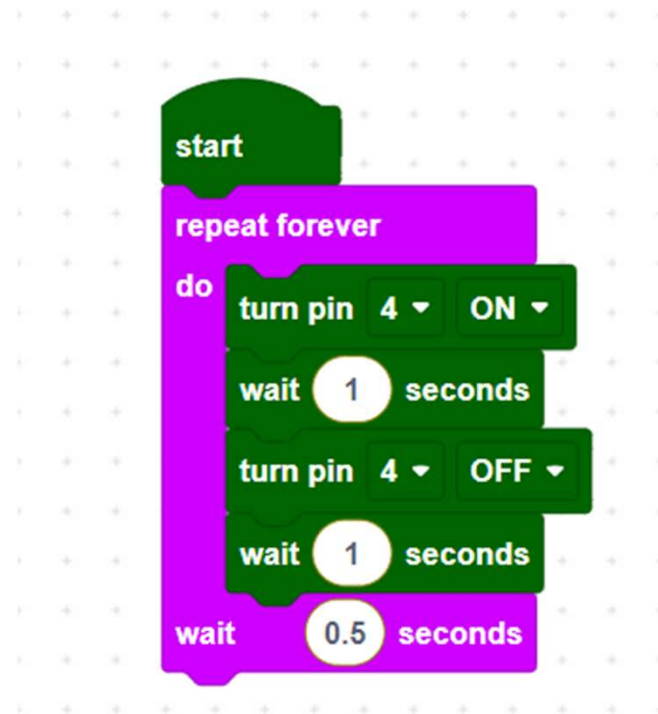 start
repeat forever
do
turn pin 4 ON
wait 1 seconds
turn pin 4 OFF
wait 1 seconds
wait 0.5 seconds